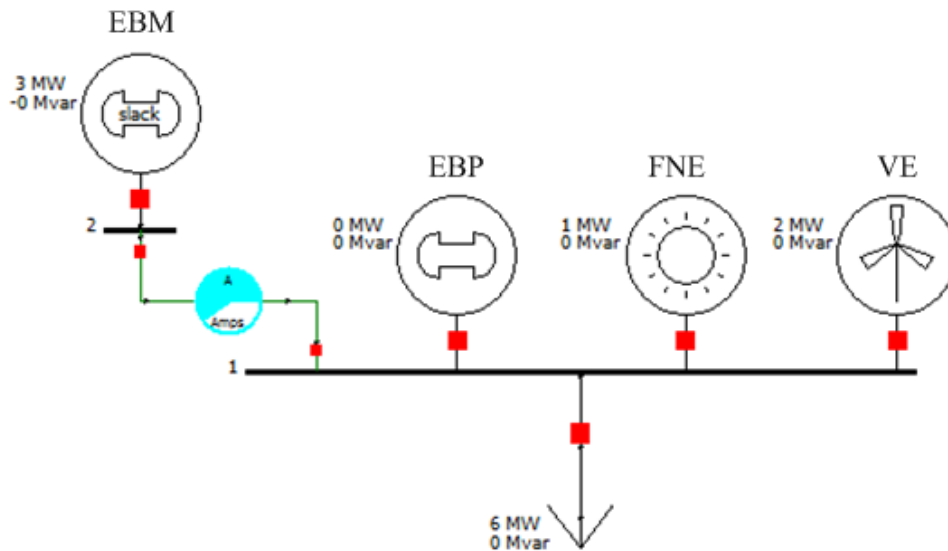 EBM
3 MW
-0 Mvar
slack
2
A
Amps
EBP
0 MW
0 Mvar
FNE
1 MW
0 Mvar
VE
2 MW
0 Mvar
1
6 MW
0 Mvar